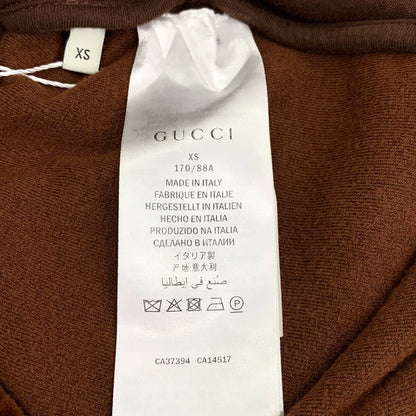 XS
GUCCI
XS
170/88A
MADE IN ITALY
FABRIQUE EN ITALIE
HERGESTELLT IN ITALIEN
HECHO EN ITALIA
PRODUZIDO NA ITALIA
СДЕЛАНО В ИТАЛИИ
イタリア製
产地:意大利
صنع في إيطاليا
P
CA37394 CA14517